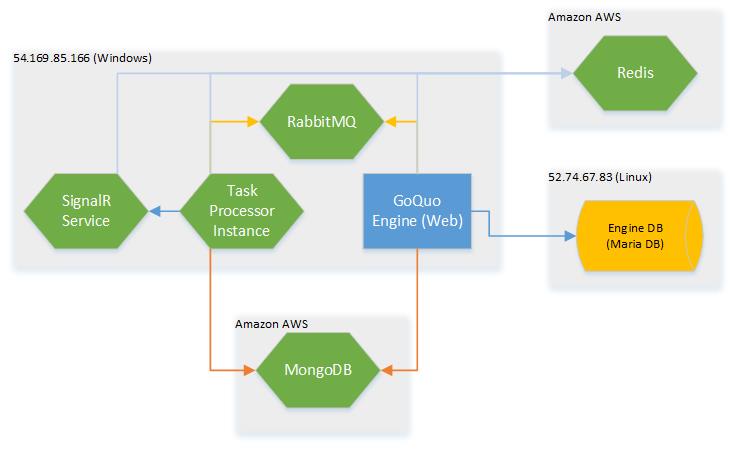 Amazon AWS
54.169.85.166 (Windows)
Redis
RabbitMQ
52.74.67.83 (Linux)
SignalR
Service
Task
Processor
Instance
GoQuo
Engine (Web)
Engine DB
(Maria DB)
Amazon AWS
MongoDB